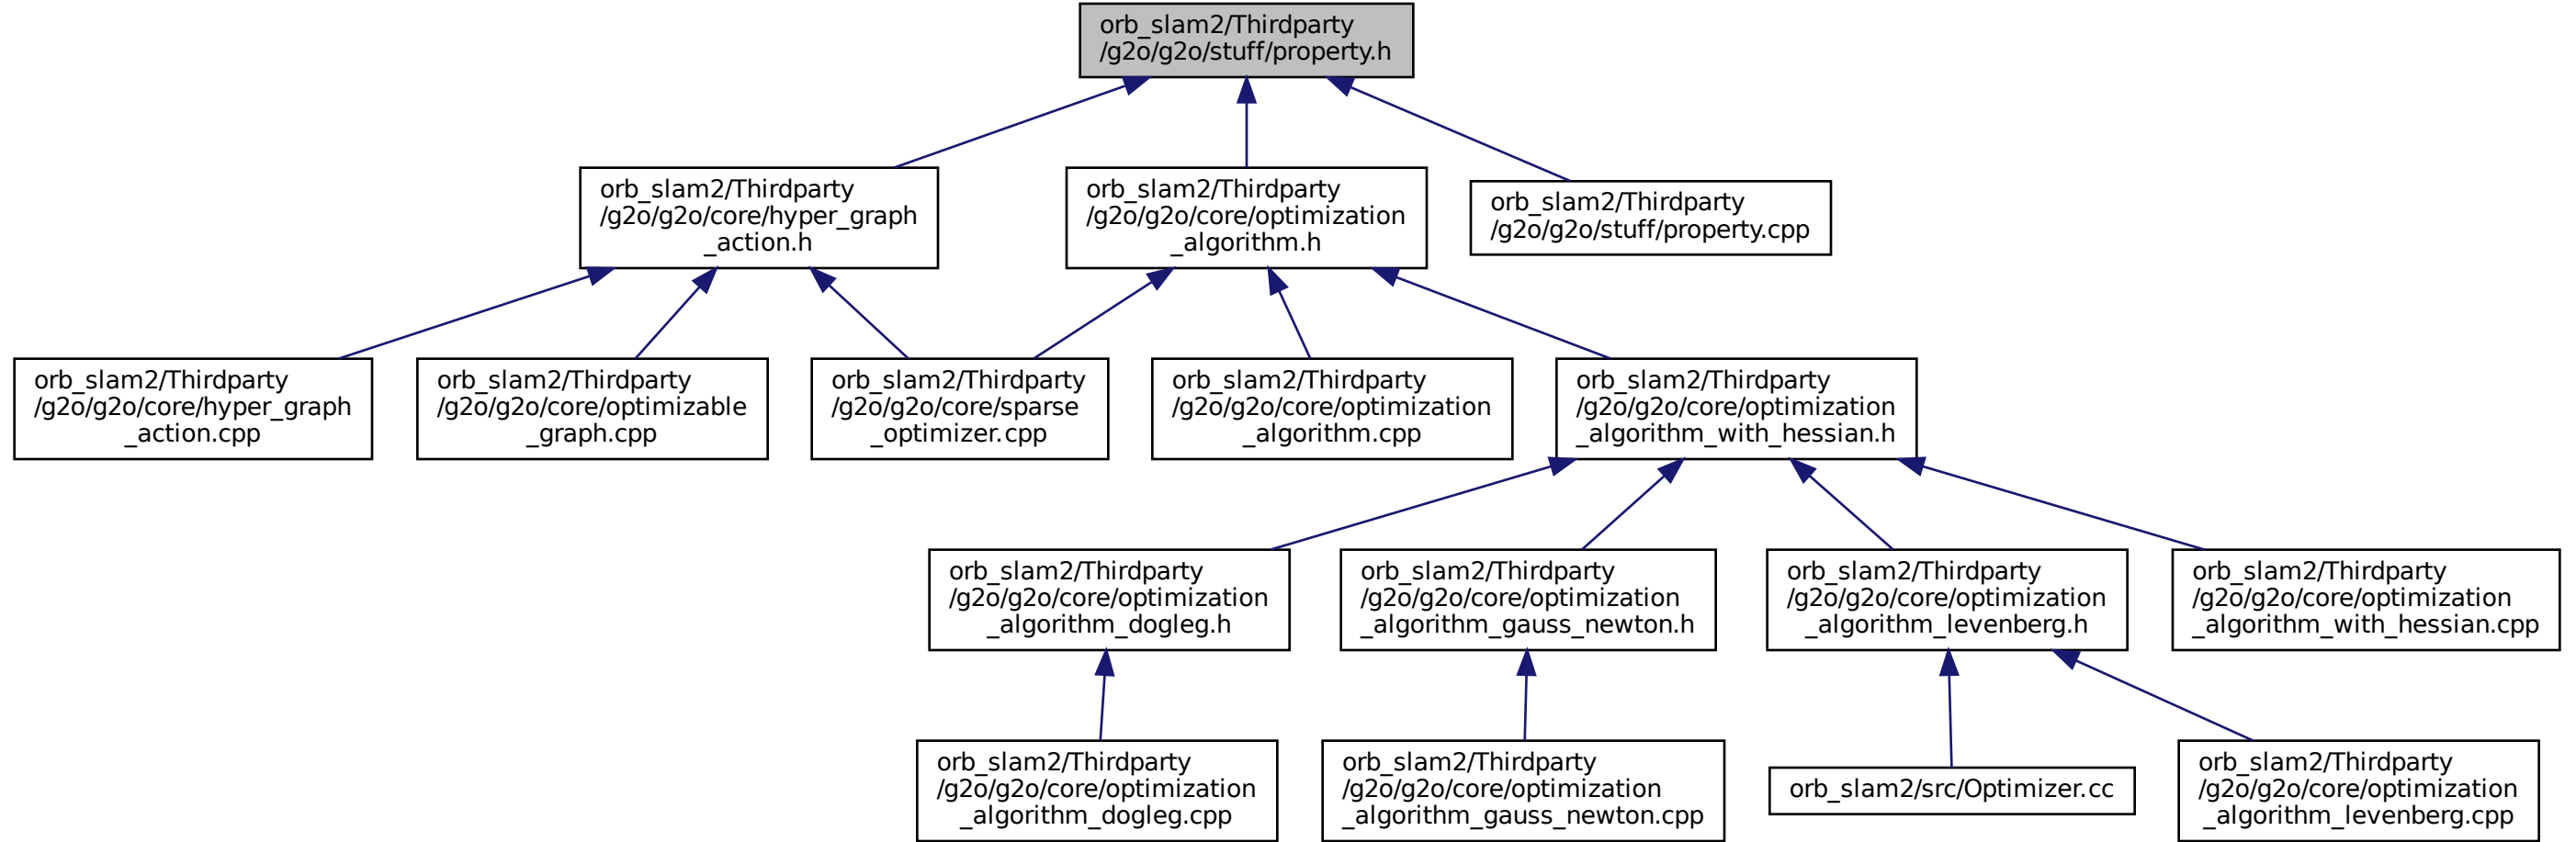 orb_slam2/Thirdparty
/g2o/g2o/stuff/property.h
orb_slam2/Thirdparty
/g2o/g2o/core/hyper_graph
_action.h
orb_slam2/Thirdparty
/g2o/g2o/core/optimization
_algorithm.h
orb_slam2/Thirdparty
/g2o/g2o/stuff/property.cpp
orb_slam2/Thirdparty
/g2o/g2o/core/hyper_graph
_action.cpp
orb_slam2/Thirdparty
/g2o/g2o/core/optimizable
_graph.cpp
orb_slam2/Thirdparty
/g2o/g2o/core/sparse
_optimizer.cpp
orb_slam2/Thirdparty
/g2o/g2o/core/optimization
_algorithm.cpp
orb_slam2/Thirdparty
/g2o/g2o/core/optimization
_algorithm_with_hessian.h
orb_slam2/Thirdparty
/g2o/g2o/core/optimization
_algorithm_dogleg.h
orb_slam2/Thirdparty
/g2o/g2o/core/optimization
_algorithm_gauss_newton.h
orb_slam2/Thirdparty
/g2o/g2o/core/optimization
_algorithm_levenberg.h
orb_slam2/Thirdparty
/g2o/g2o/core/optimization
_algorithm_with_hessian.cpp
orb_slam2/Thirdparty
/g2o/g2o/core/optimization
_algorithm_dogleg.cpp
orb_slam2/Thirdparty
/g2o/g2o/core/optimization
_algorithm_gauss_newton.cpp
orb_slam2/src/Optimizer.cc
orb_slam2/Thirdparty
/g2o/g2o/core/optimization
_algorithm_levenberg.cpp